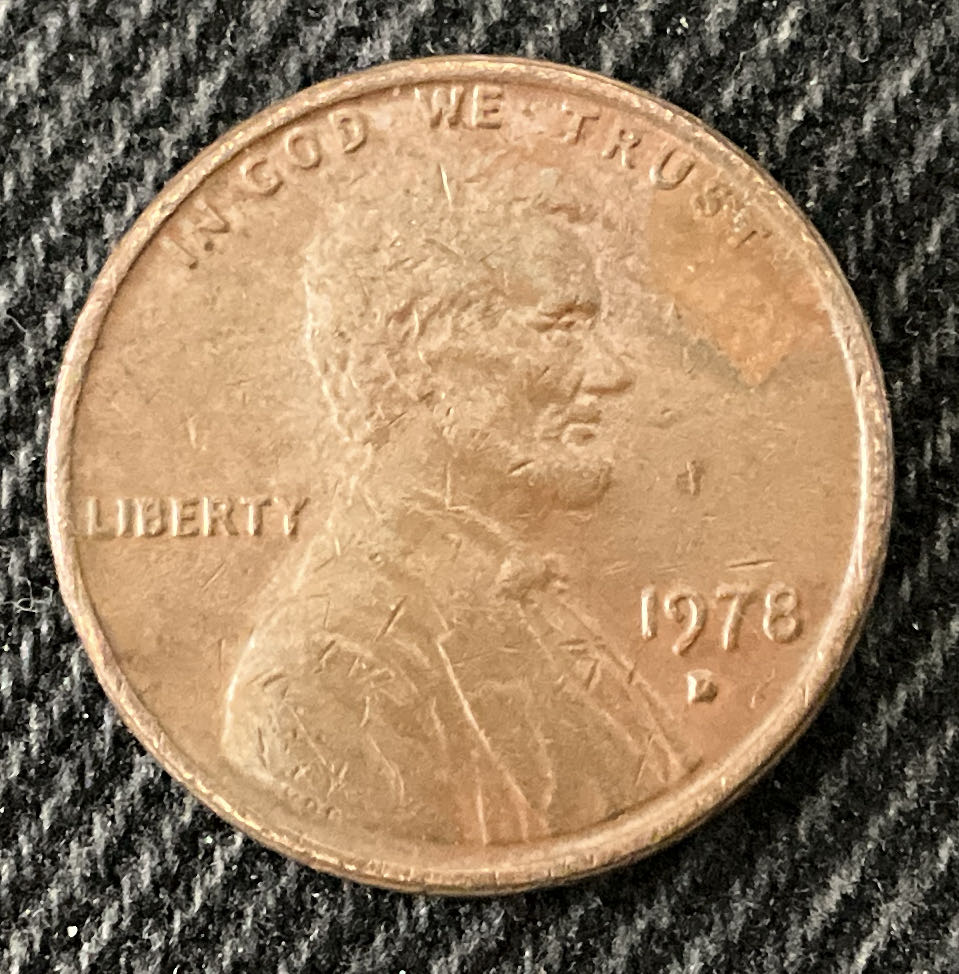 IN GOD WE TRUST
LIBERTY
1978
D